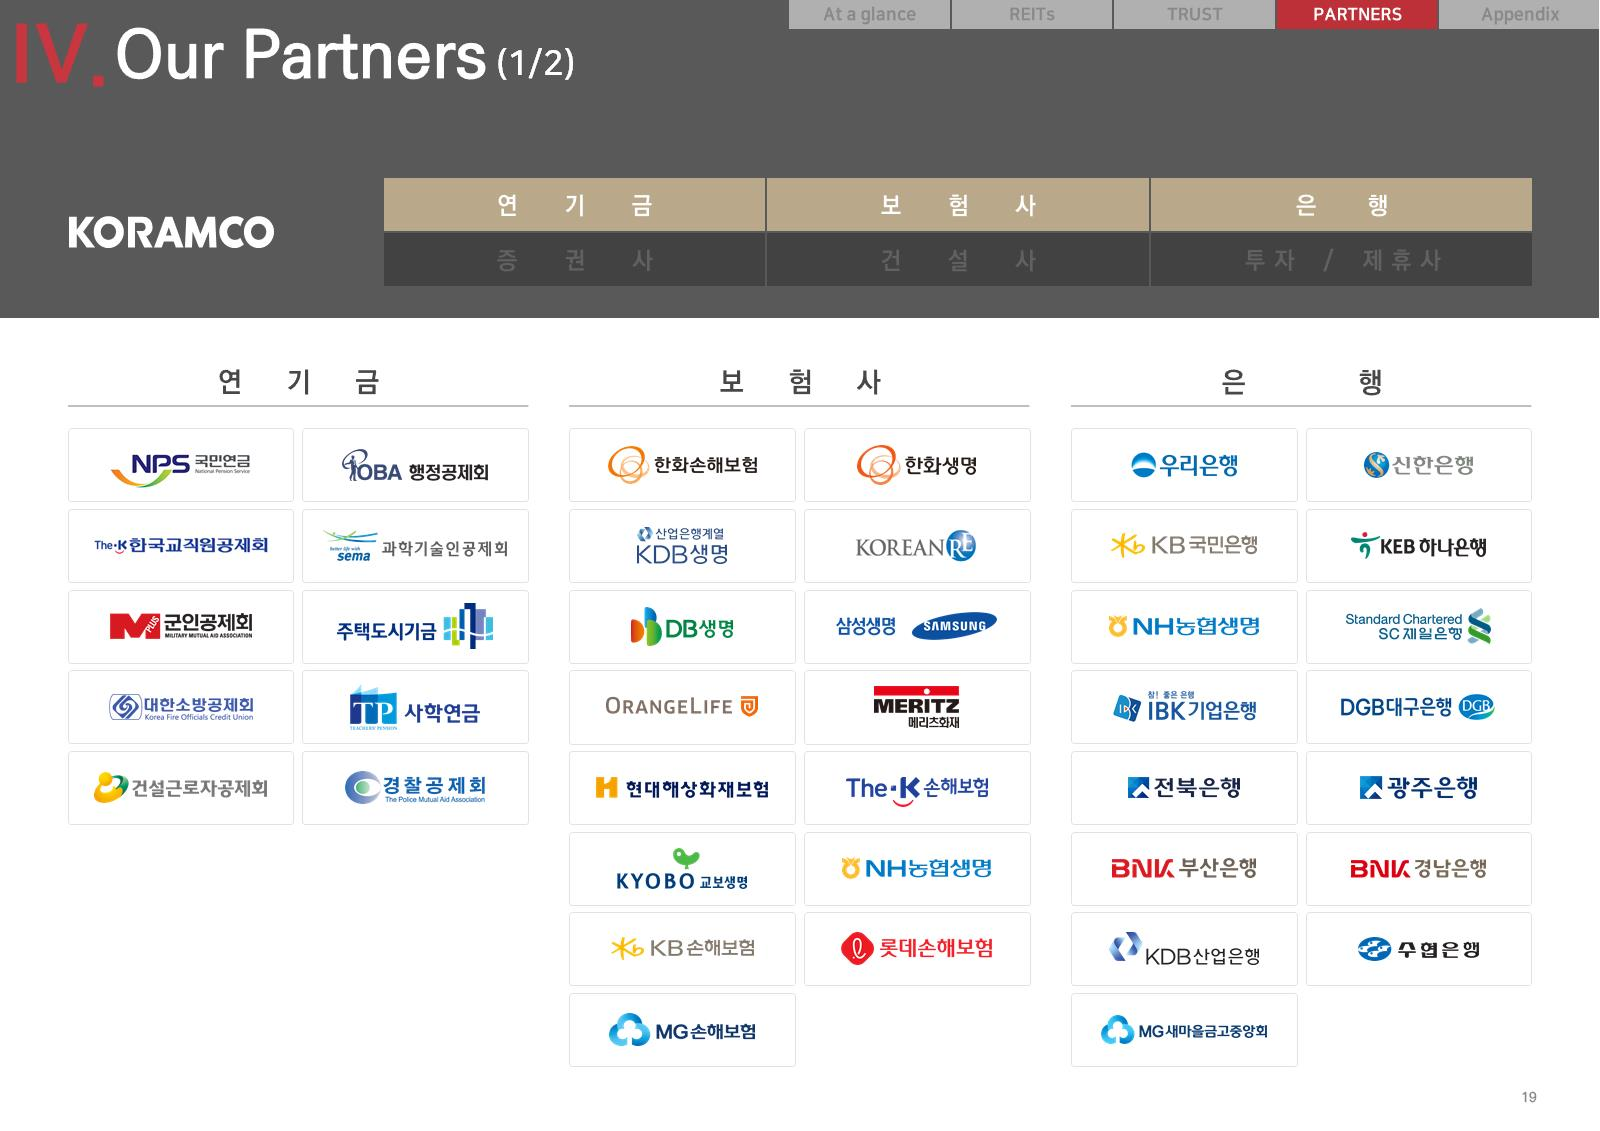 At a glance
REITs
TRUST
PARTNERS
Appendix
IV. Our Partners (1/2)
KORAMCO
연 기 금
보 험 사
은 행
증 권 사
건 설 사
투자 / 제휴사
연 기 금
NPS 국민연금
National Pension Service
POBA 행정공제회
The·K 한국교직원공제회
better life with
sema 과학기술인공제회
M PLUS 군인공제회
MILITARY MUTUAL AID ASSOCIATION
주택도시기금
대한소방공제회
Korea Fire Officials Credit Union
TP 사학연금
TEACHERS' PENSION
건설근로자공제회
경찰공제회
The Police Mutual Aid Association
보 험 사
한화손해보험
한화생명
산업은행계열
KDB생명
KOREAN RE
DB생명
삼성생명 SAMSUNG
ORANGELIFE
MERITZ
메리츠화재
현대해상화재보험
The·K 손해보험
KYOBO 교보생명
NH농협생명
KB 손해보험
롯데손해보험
MG손해보험
은 행
우리은행
신한은행
KB 국민은행
KEB 하나은행
NH농협생명
Standard Chartered
SC제일은행
참! 좋은 은행
IBK기업은행
DGB대구은행 DGB
전북은행
광주은행
BNK 부산은행
BNK 경남은행
KDB산업은행
수협은행
MG새마을금고중앙회
19